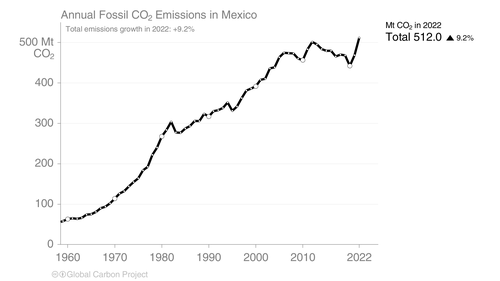 Annual Fossil CO₂ Emissions in Mexico
Total emissions growth in 2022: +9.2%
Mt CO₂ in 2022
Total 512.0 ▲ 9.2%
500 Mt
CO₂
400
300
200
100
0
1960 1970 1980 1990 2000 2010 2022
Global Carbon Project